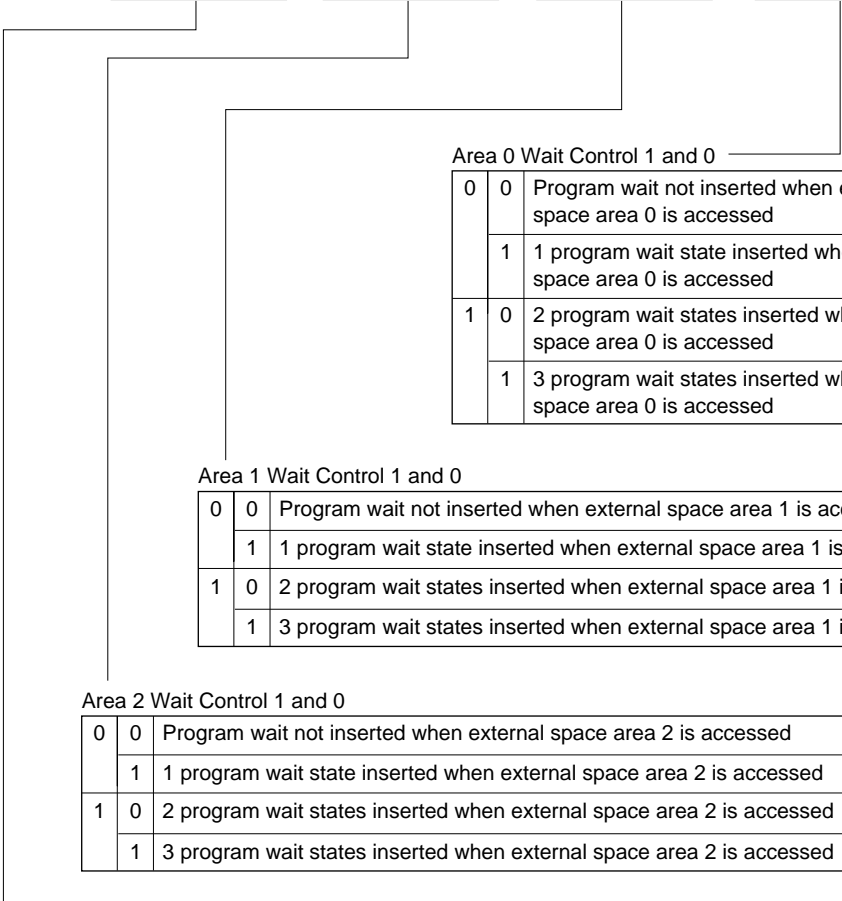 Area 0 Wait Control 1 and 0
0 0 Program wait not inserted when
space area 0 is accessed
1 1 program wait state inserted
space area 0 is accessed
1 0 2 program wait states inserted
space area 0 is accessed
1 3 program wait states inserted
space area 0 is accessed
Area 1 Wait Control 1 and 0
0 0 Program wait not inserted when external space area 1 is
1 1 program wait state inserted when external space area 1 is
1 0 2 program wait states inserted when external space area 1
1 3 program wait states inserted when external space area 1
Area 2 Wait Control 1 and 0
0 0 Program wait not inserted when external space area 2 is accessed
1 1 program wait state inserted when external space area 2 is accessed
1 0 2 program wait states inserted when external space area 2 is accessed
1 3 program wait states inserted when external space area 2 is accessed